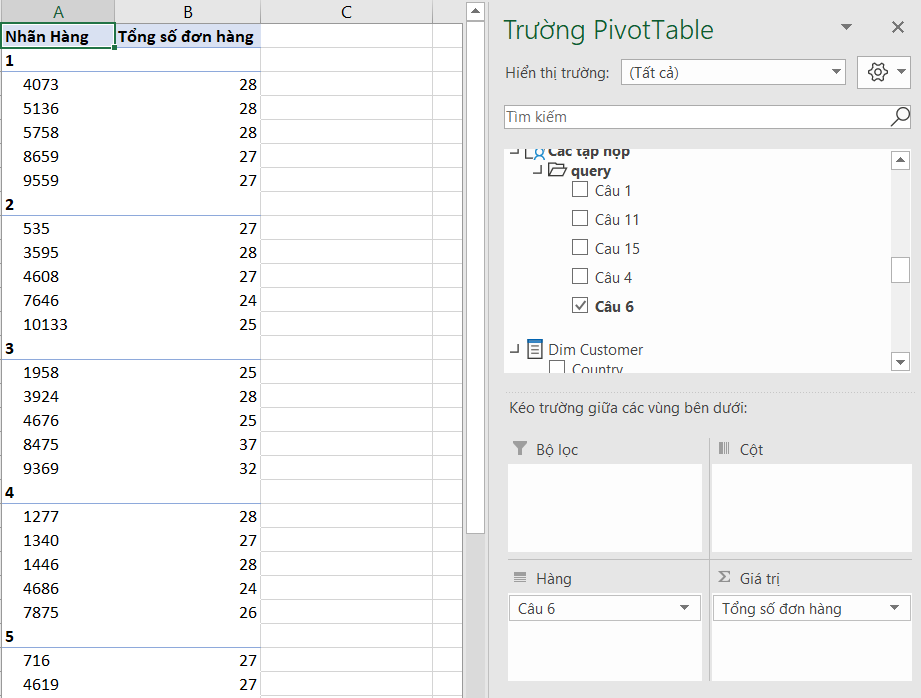 A B C
Nhãn Hàng Tổng số đơn hàng
1
4073 28
5136 28
5758 28
8659 27
9559 27
2
535 27
3595 28
4608 27
7646 24
10133 25
3
1958 25
3924 28
4676 25
8475 37
9369 32
4
1277 28
1340 27
1446 28
4686 24
7875 26
5
716 27
4619 27
Trường PivotTable
Hiển thị trường: (Tất cả)
Tìm kiếm
Các tập hợp
query
Câu 1
Câu 11
Cau 15
Câu 4
Câu 6
Dim Customer
Country
Kéo trường giữa các vùng bên dưới:
Bộ lọc
Cột
Hàng
Câu 6
Σ Giá trị
Tổng số đơn hàng